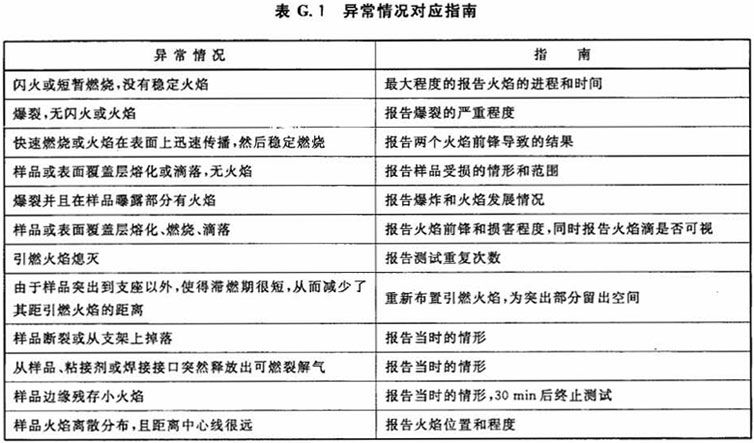 表 G.1 异常情况对应指南
异常情况 指 南
闪火或短暂燃烧,没有稳定火焰 最大程度的报告火焰的进程和时间
爆裂,无闪火或火焰 报告爆裂的严重程度
快速燃烧或火焰在表面上迅速传播,然后稳定燃烧 报告两个火焰前锋导致的结果
样品或表面覆盖层熔化或滴落,无火焰 报告样品受损的情形和范围
爆裂并且在样品曝露部分有火焰 报告爆炸和火焰发展情况
样品或表面覆盖层熔化、燃烧、滴落 报告火焰前锋和损害程度,同时报告火焰滴是否可视
引燃火焰熄灭 报告测试重复次数
由于样品突出到支座以外,使得滞燃期很短,从而减少了
其距引燃火焰的距离 重新布置引燃火焰,为突出部分留出空间
样品断裂或从支架上掉落 报告当时的情形
从样品、粘接剂或焊接接口突然释放出可燃裂解气 报告当时的情形
样品边缘残存小火焰 报告当时的情形,30 min后终止测试
样品火焰离散分布,且距离中心线很远 报告火焰位置和程度